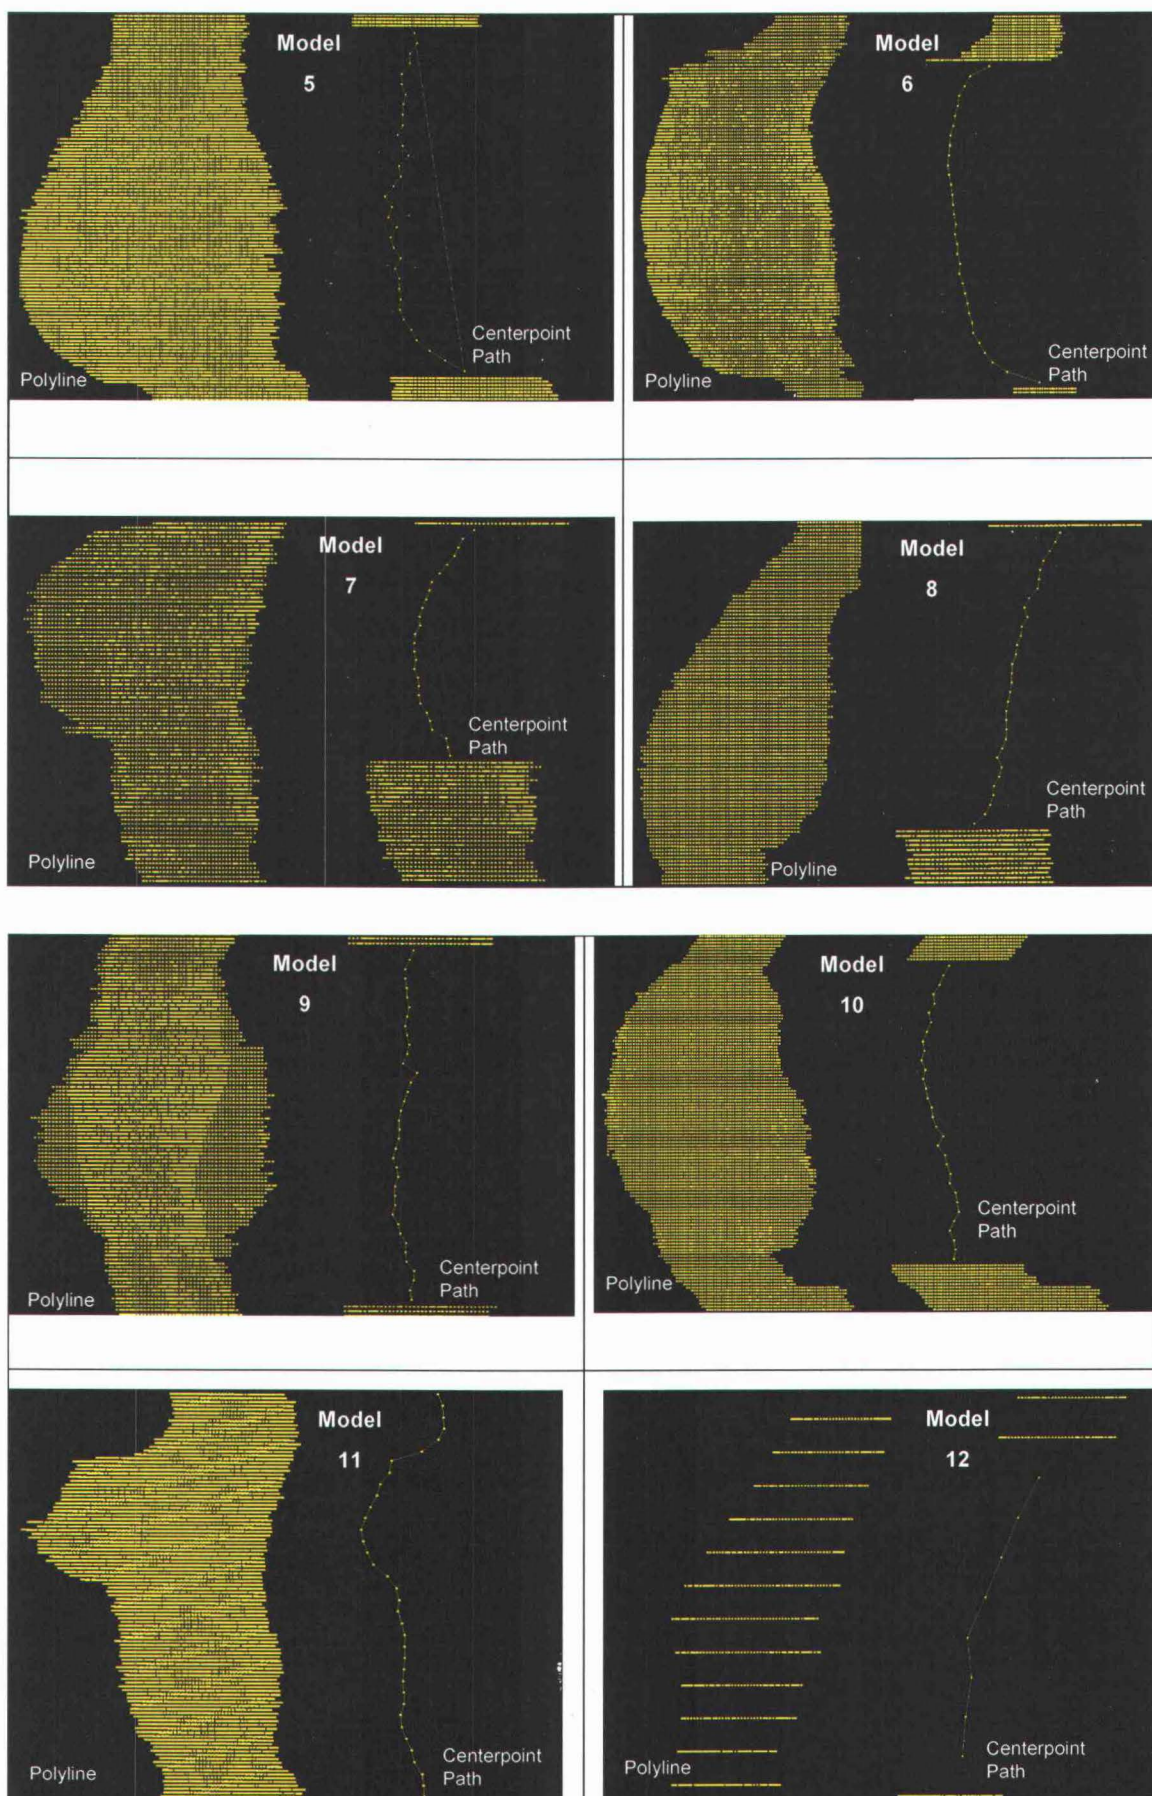 Model
5
Centerpoint
Path
Polyline
Model
6
Centerpoint
Path
Polyline
Model
7
Centerpoint
Path
Polyline
Model
8
Centerpoint
Path
Polyline
Model
9
Centerpoint
Path
Polyline
Model
10
Centerpoint
Path
Polyline
Model
11
Centerpoint
Path
Polyline
Model
12
Centerpoint
Path
Polyline